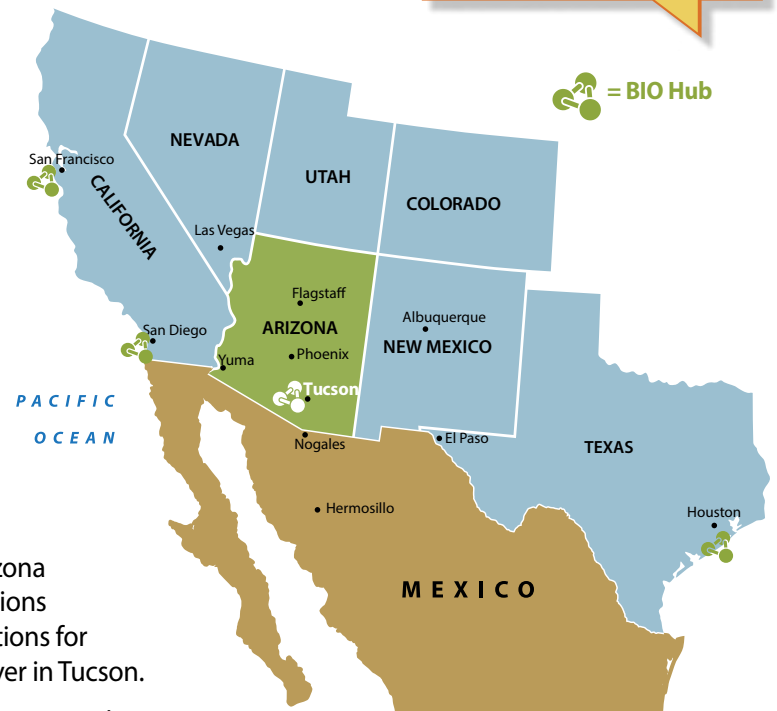 = BIO Hub
NEVADA
UTAH
COLORADO
San Francisco
CALIFORNIA
Las Vegas
Flagstaff
ARIZONA
Phoenix
Albuquerque
NEW MEXICO
San Diego
Yuma
Tucson
PACIFIC
OCEAN
Nogales
El Paso
TEXAS
Hermosillo
Houston
MEXICO
zona
tions
tions for
ver in Tucson.